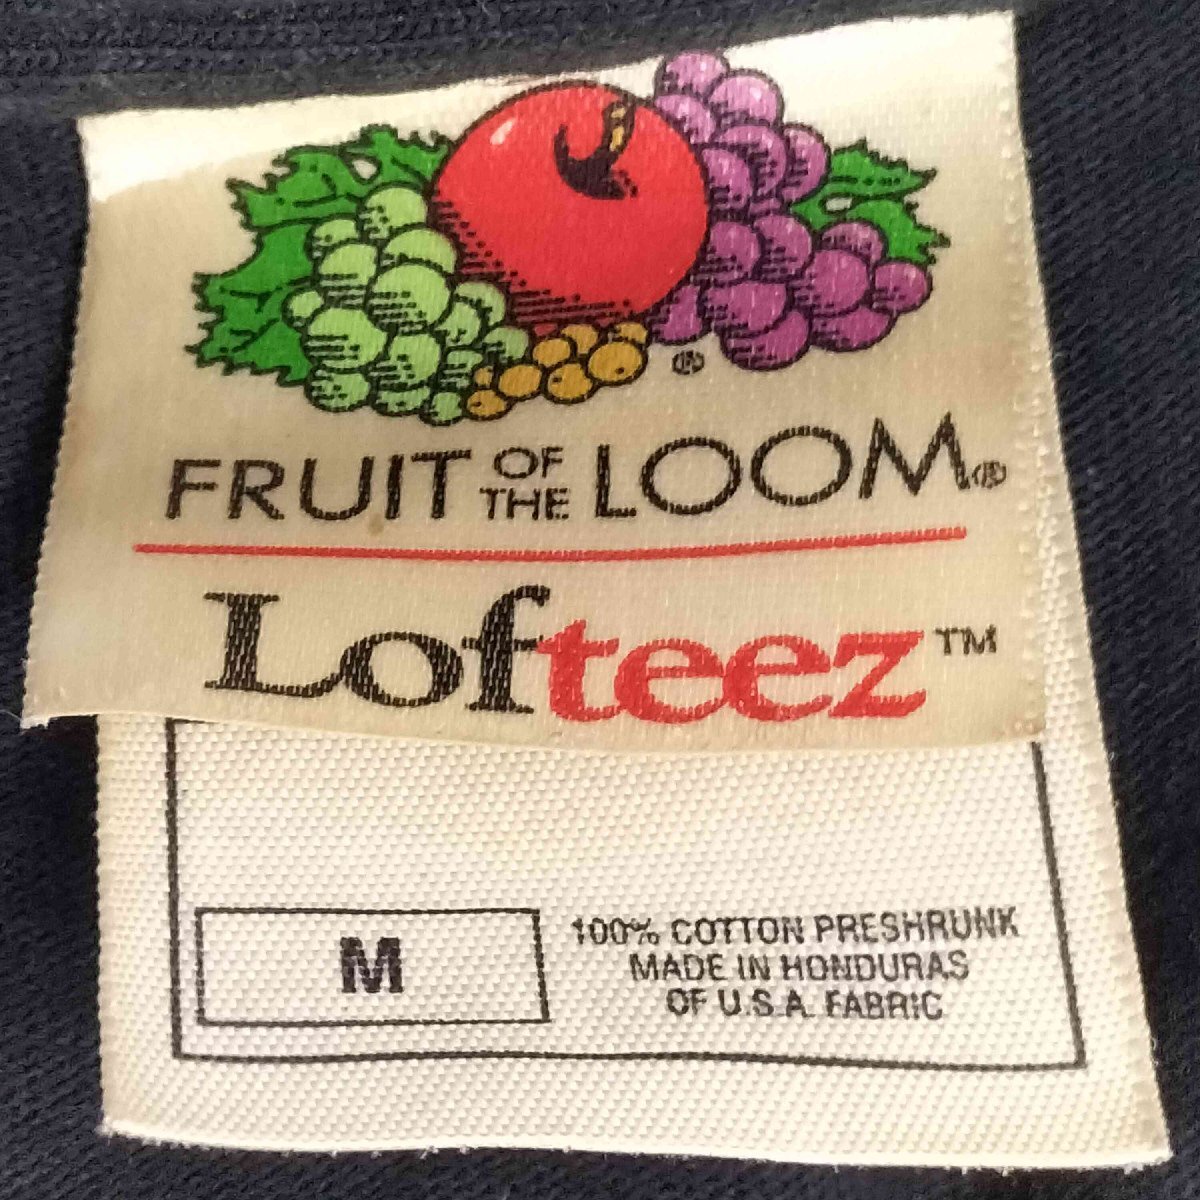 ®
FRUIT OF THE LOOM®
Lofteez™
M
100% COTTON PRESHRUNK
MADE IN HONDURAS
OF U.S.A. FABRIC